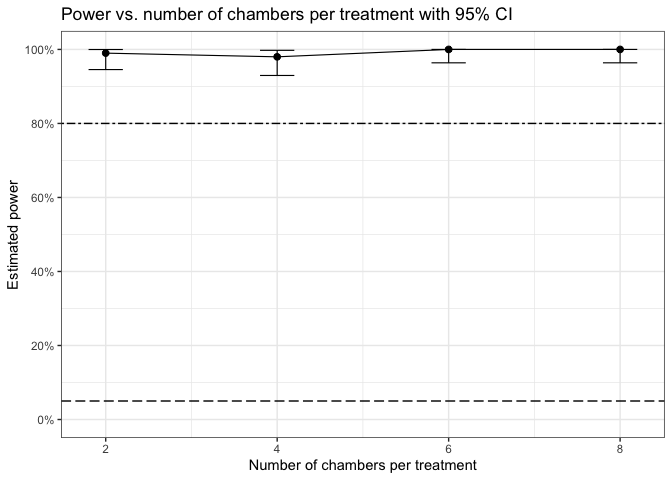 Power vs. number of chambers per treatment with 95% CI
100%
80%
60%
40%
20%
0%
Estimated power
2 4 6 8
Number of chambers per treatment